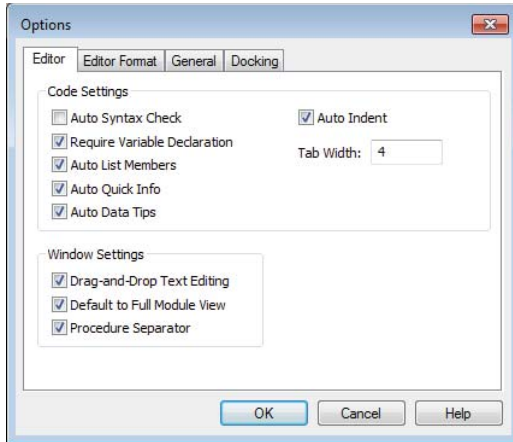 Options
Editor Editor Format General Docking
Code Settings
Auto Syntax Check
Require Variable Declaration
Auto List Members
Auto Quick Info
Auto Data Tips
Auto Indent
Tab Width: 4
Window Settings
Drag-and-Drop Text Editing
Default to Full Module View
Procedure Separator
OK Cancel Help